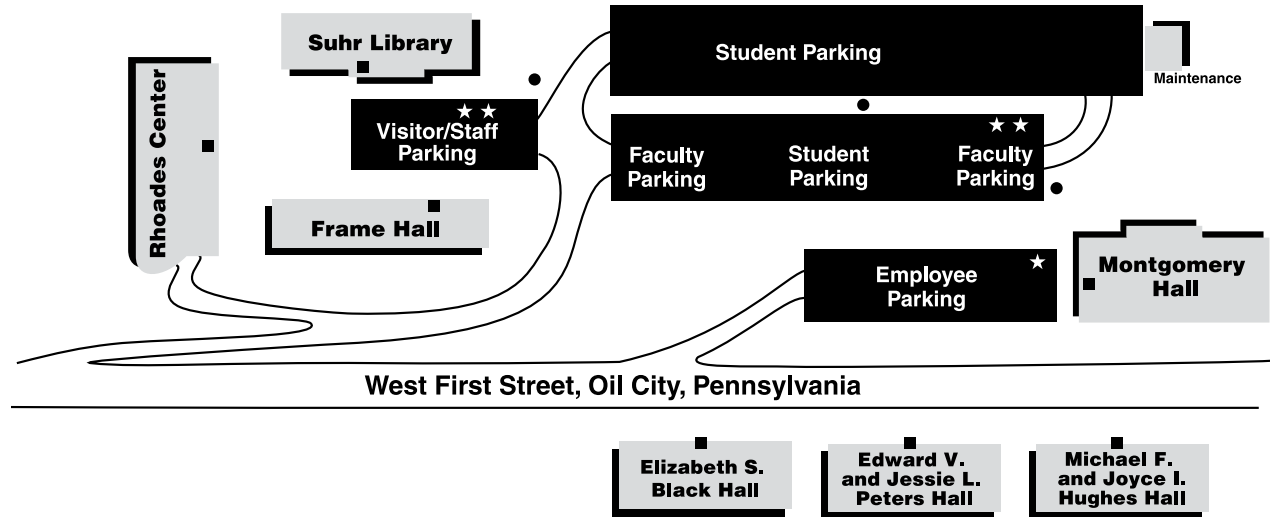 Suhr Library
Student Parking
Maintenance
Rhoades Center
Visitor/Staff
Parking
Faculty
Parking
Student
Parking
Faculty
Parking
Frame Hall
Employee
Parking
Montgomery
Hall
West First Street, Oil City, Pennsylvania
Elizabeth S.
Black Hall
Edward V.
and Jessie L.
Peters Hall
Michael F.
and Joyce I.
Hughes Hall